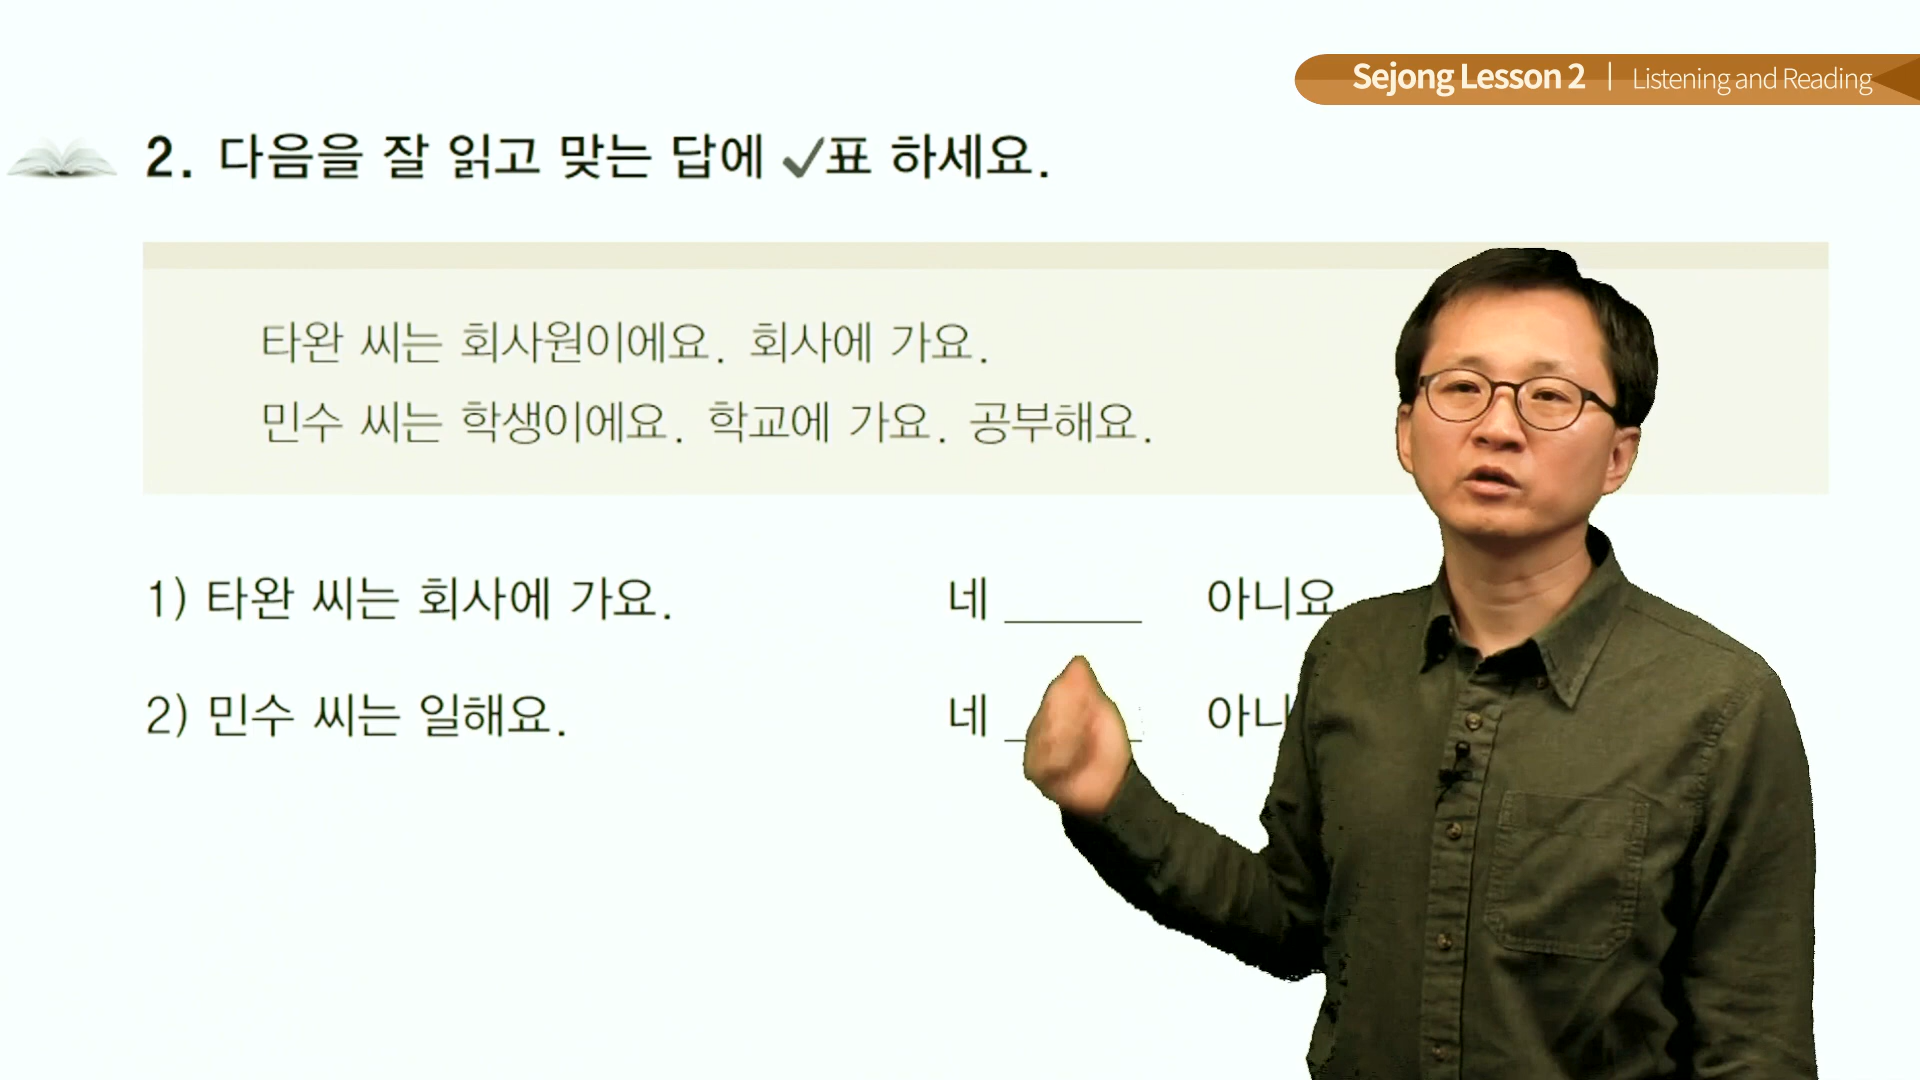 Sejong Lesson 2 | Listening and Reading
2. 다음을 잘 읽고 맞는 답에 ✓표 하세요.
타완 씨는 회사원이에요. 회사에 가요.
민수 씨는 학생이에요. 학교에 가요. 공부해요.
1) 타완 씨는 회사에 가요. 네 ______ 아니요
2) 민수 씨는 일해요. 네 ______